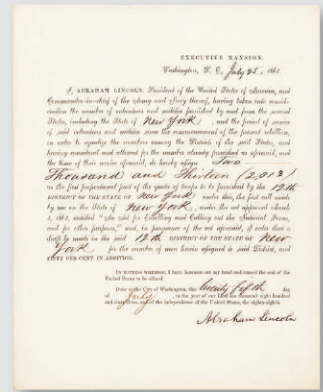 EXECUTIVE MANSION,
Washington, D. C., July 25, 1863.
I, ABRAHAM LINCOLN, President of the United States of America, and
Commander-in-chief of the Army and Navy thereof, having taken into consid-
eration the number of volunteers and militia furnished by and from the several
States, including the State of New York, and the period of service
of said volunteers and militia since the commencement of the present rebellion,
in order to equalize the numbers among the Districts of the said States, and
having considered and allowed for the number already furnished as aforesaid, and
the time of their service aforesaid, do hereby assign Two
Thousand and Thirteen (2,013)
as the first proportional part of the quota of troops to be furnished by the 12th
DISTRICT OF THE STATE OF New York under this, the first call made
by me on the State of New York, under the act approved March
3, 1863, entitled "An Act for Enrolling and Calling out the National Forces,
and for other purposes," and, in pursuance of the act aforesaid, I order that a
draft be made in the said 12th DISTRICT OF THE STATE OF New
York for the number of men herein assigned to said District, and
FIFTY PER CENT IN ADDITION.
IN WITNESS WHEREOF, I have hereunto set my hand and caused the seal of the
United States to be affixed.
Done at the City of Washington, this twenty fifth day
of July, in the year of our Lord one thousand eight hundred
and sixty-three, and of the independence of the United States, the eighty-eighth.
Abraham Lincoln